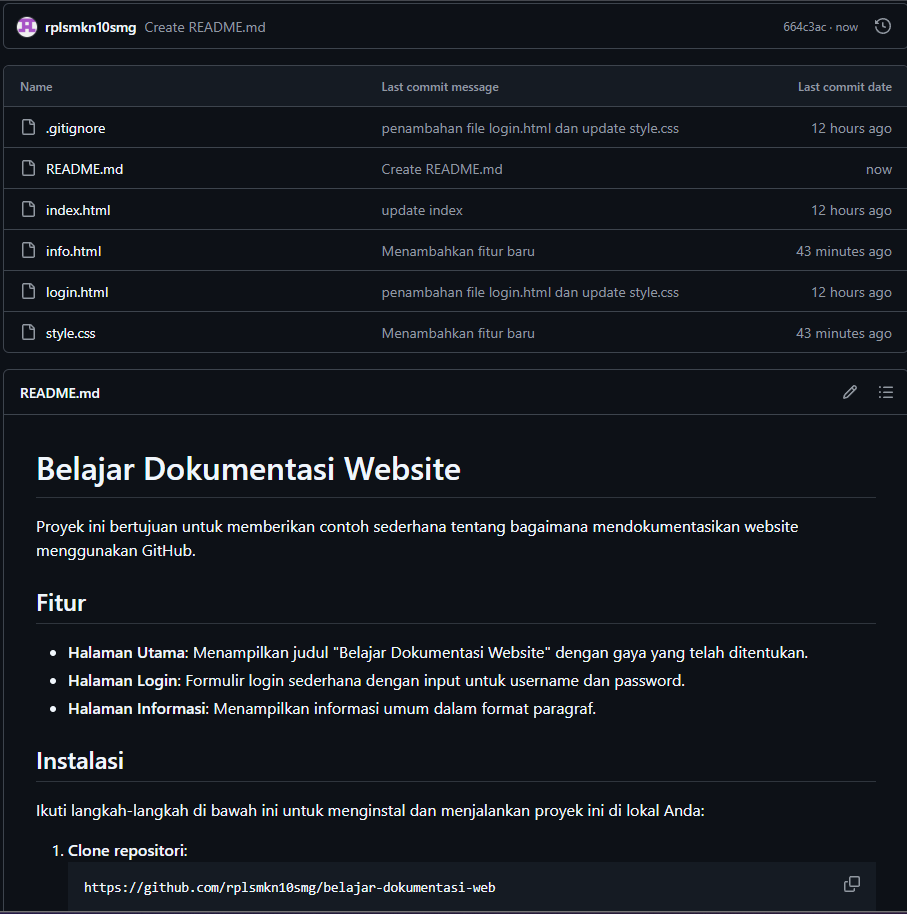 rplsmkn10smg Create README.md 664c3ac · now
Name Last commit message Last commit date
.gitignore penambahan file login.html dan update style.css 12 hours ago
README.md Create README.md now
index.html update index 12 hours ago
info.html Menambahkan fitur baru 43 minutes ago
login.html penambahan file login.html dan update style.css 12 hours ago
style.css Menambahkan fitur baru 43 minutes ago
README.md
Belajar Dokumentasi Website
Proyek ini bertujuan untuk memberikan contoh sederhana tentang bagaimana mendokumentasikan website
menggunakan GitHub.
Fitur
• Halaman Utama: Menampilkan judul "Belajar Dokumentasi Website" dengan gaya yang telah ditentukan.
• Halaman Login: Formulir login sederhana dengan input untuk username dan password.
• Halaman Informasi: Menampilkan informasi umum dalam format paragraf.
Instalasi
Ikuti langkah-langkah di bawah ini untuk menginstal dan menjalankan proyek ini di lokal Anda:
1. Clone repositori:
https://github.com/rplsmkn10smg/belajar-dokumentasi-web